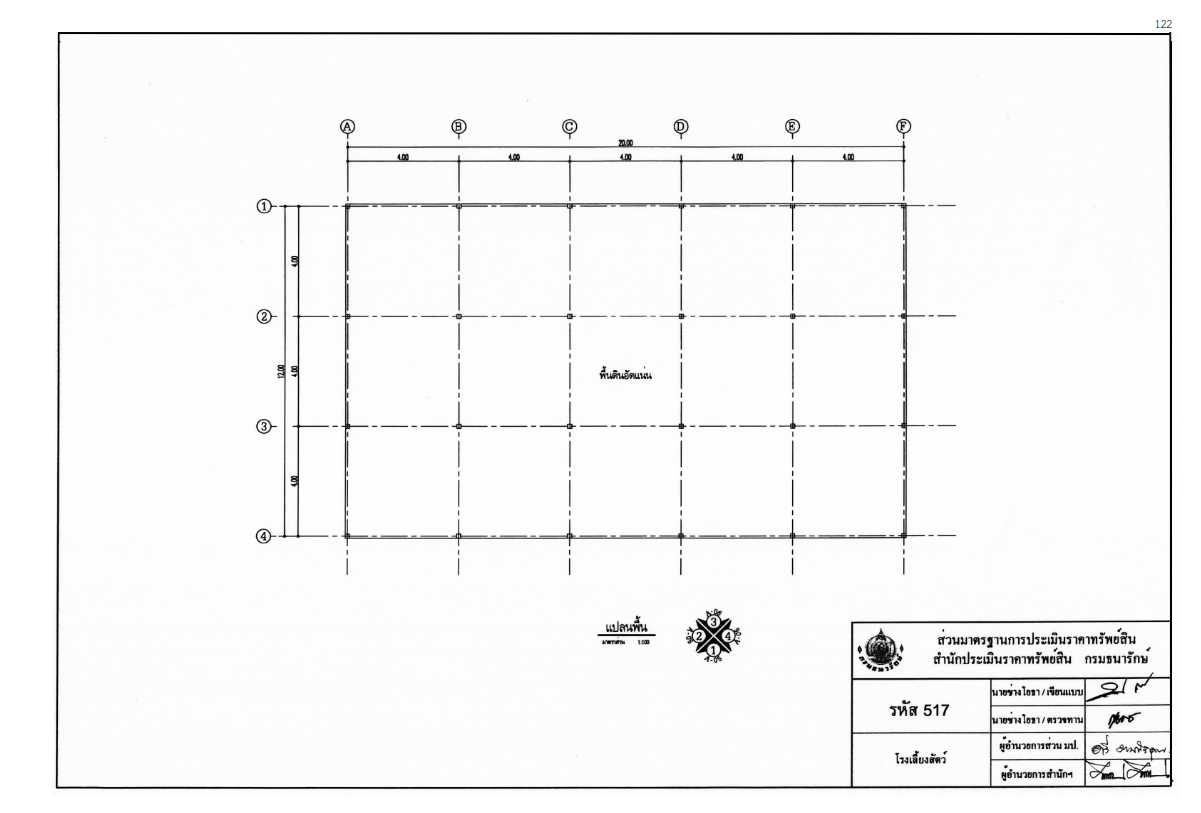 122
A B C D E F
20.00
4.00 4.00 4.00 4.00 4.00
1
4.00
2
12.00
4.00
พื้นดินอัดแน่น
3
4.00
4
แปลนพื้น
มาตราส่วน 1:100
3
2 4
1
ส่วนมาตรฐานการประเมินราคาทรัพย์สิน
สำนักประเมินราคาทรัพย์สิน กรมธนารักษ์
กรมธนารักษ์
รหัส 517
นายช่างโยธา / เขียนแบบ
นายช่างโยธา / ตรวจทาน
โรงเลี้ยงสัตว์
ผู้อำนวยการส่วน มป.
ผู้อำนวยการสำนักฯ